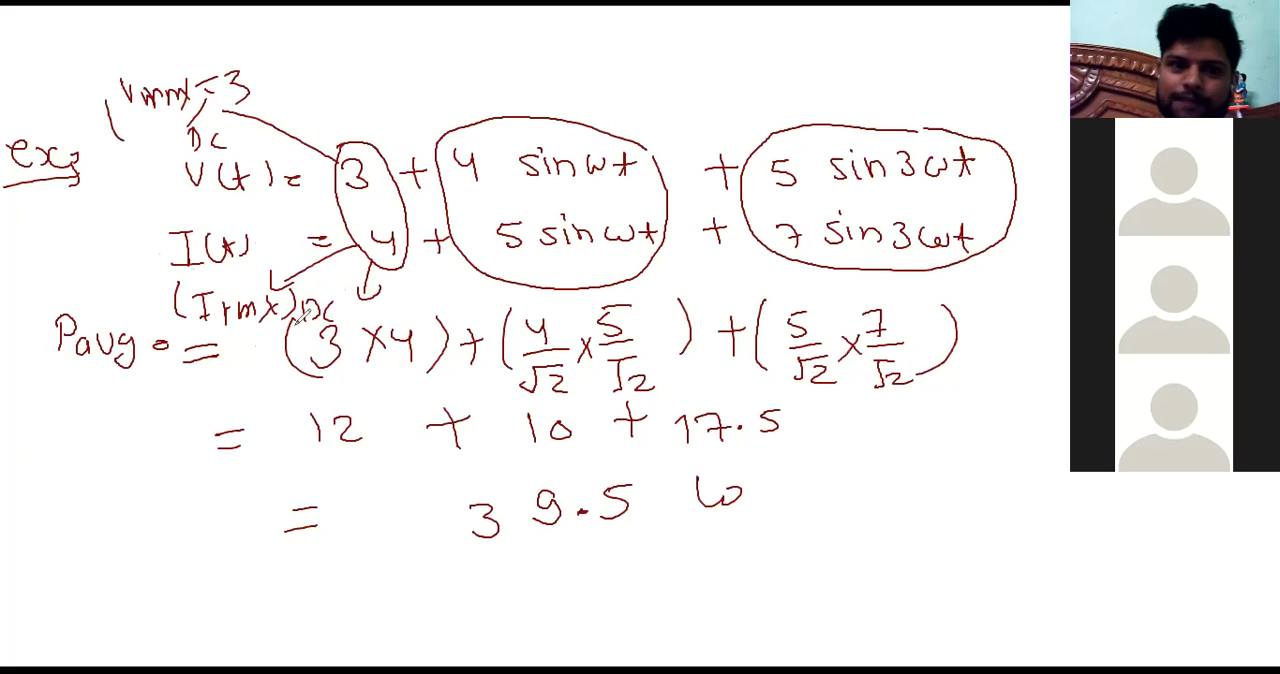 Vrms = 3
DC
ex:
V(t) = 3 + 4 sinωt + 5 sin3ωt
I(t) = 4 + 5 sinωt + 7 sin3ωt
(Irms)DC
Pavg = (3 × 4) + (4/√2 × 5/√2) + (5/√2 × 7/√2)
= 12 + 10 + 17.5
= 39.5 W